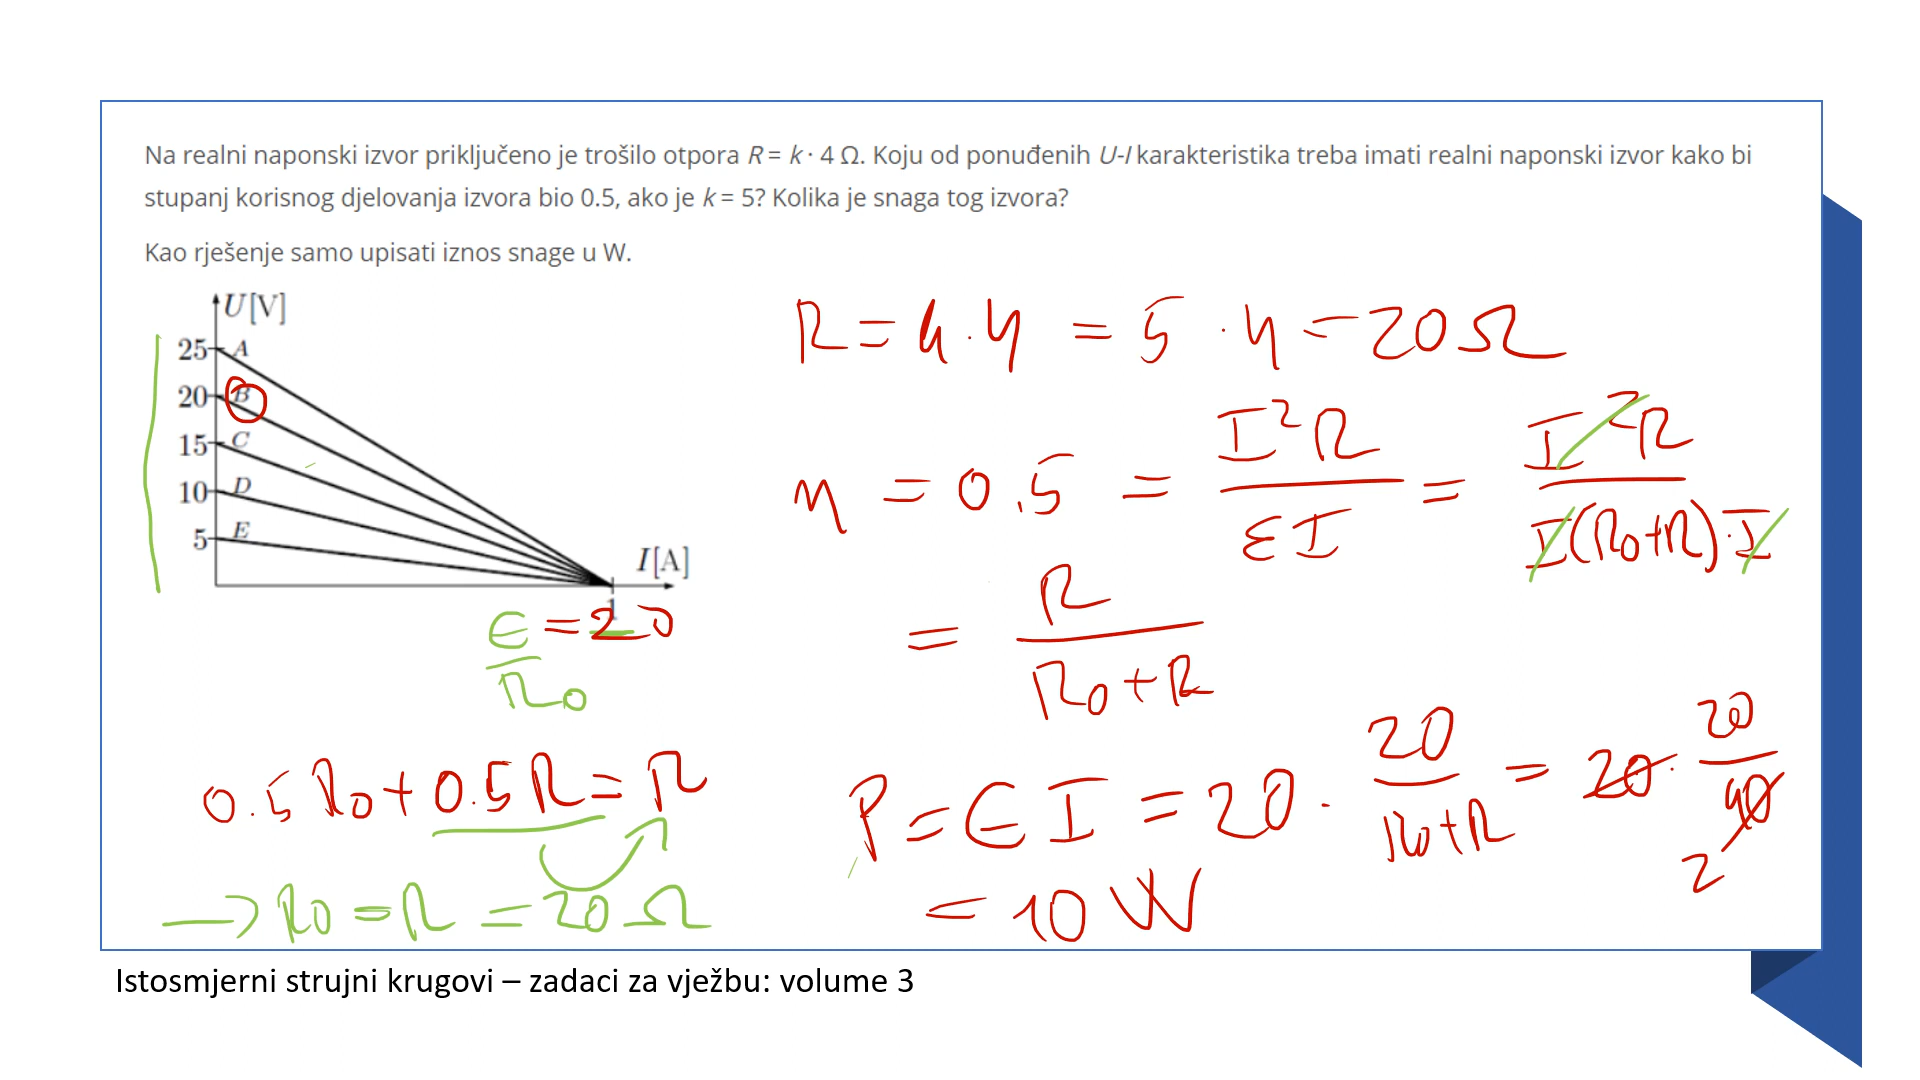 Na realni naponski izvor priključeno je trošilo otpora R = k · 4 Ω. Koju od ponuđenih U-I karakteristika treba imati realni naponski izvor kako bi
stupanj korisnog djelovanja izvora bio 0.5, ako je k = 5? Kolika je snaga tog izvora?
Kao rješenje samo upisati iznos snage u W.
U[V]
25 A
20 B
15 C
10 D
5 E
I[A]
1
ε/R0 = 20
R = k·4 = 5·4 = 20Ω
η = 0.5 = I²R/εI = I²R/I(R0+R)·I
= R/R0+R
0.5R0 + 0.5R = R
→ R0 = R = 20Ω
P = εI = 20 · 20/R0+R = 20 · 20/40 2
= 10 W
Istosmjerni strujni krugovi – zadaci za vježbu: volume 3